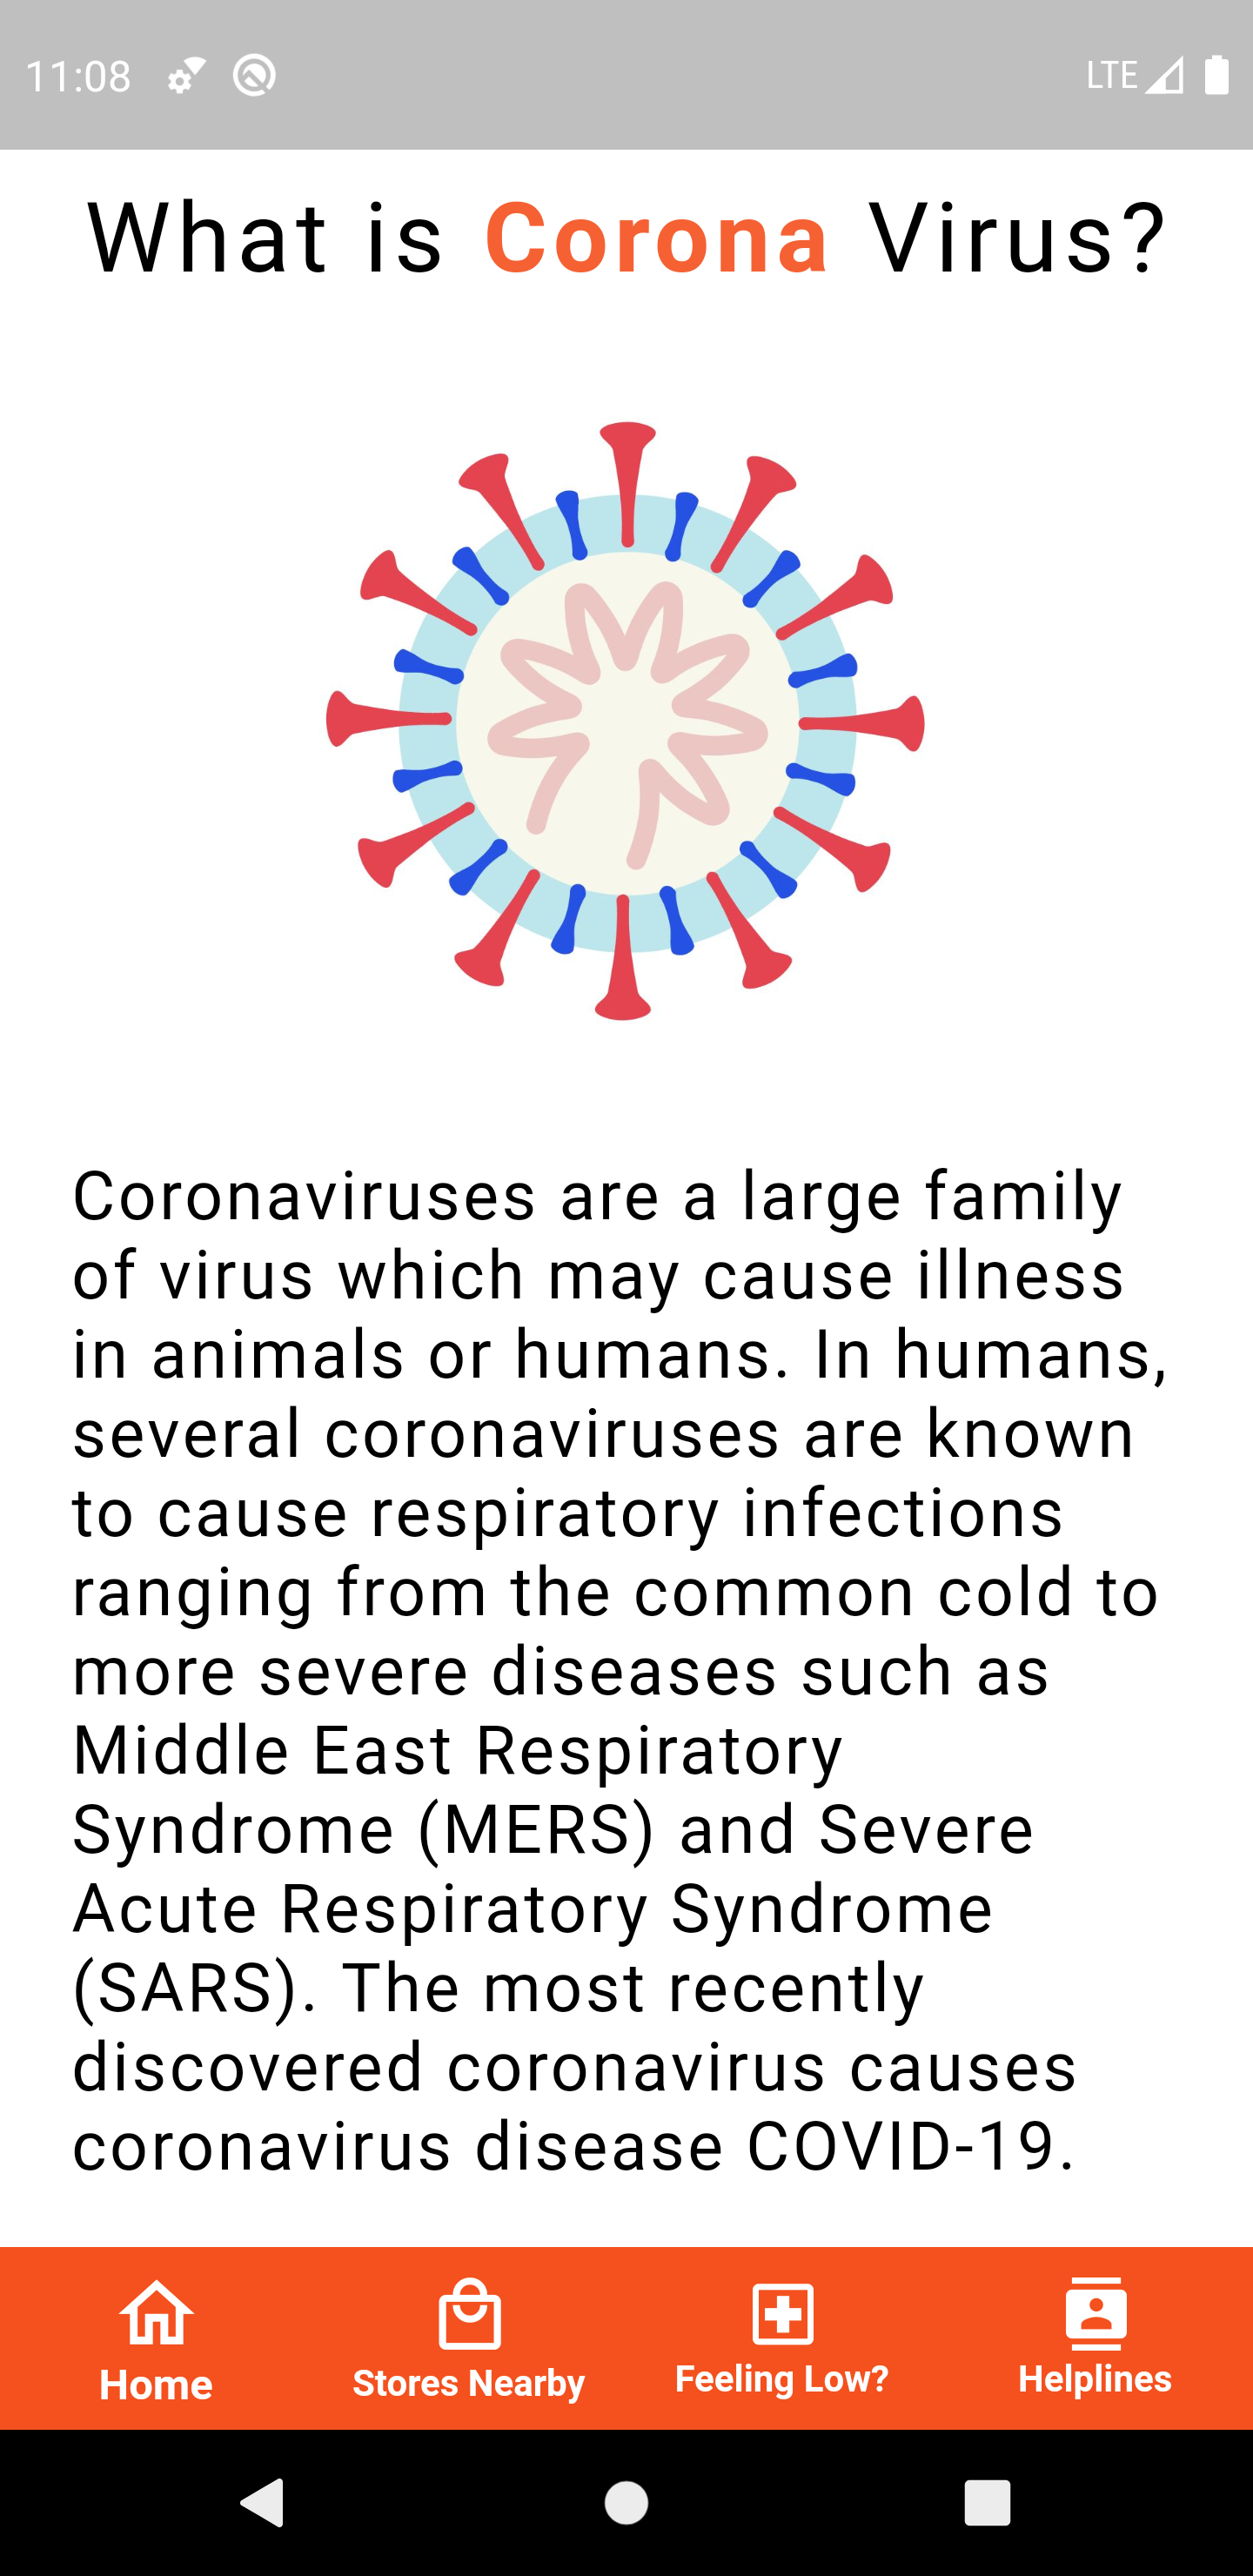 11:08
LTE
What is Corona Virus?
Coronaviruses are a large family
of virus which may cause illness
in animals or humans. In humans,
several coronaviruses are known
to cause respiratory infections
ranging from the common cold to
more severe diseases such as
Middle East Respiratory
Syndrome (MERS) and Severe
Acute Respiratory Syndrome
(SARS). The most recently
discovered coronavirus causes
coronavirus disease COVID-19.
Home
Stores Nearby
Feeling Low?
Helplines